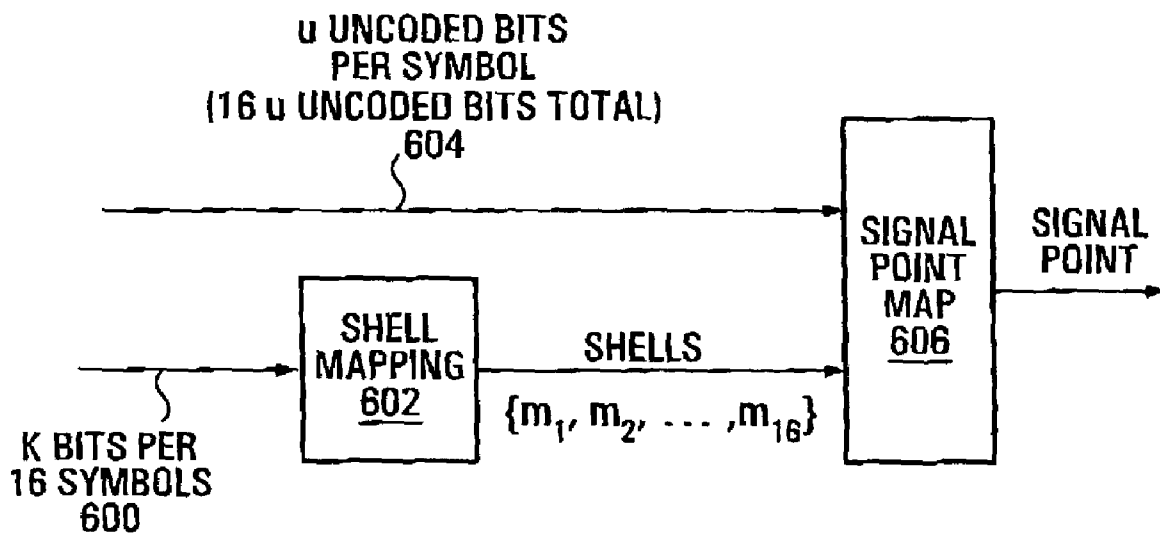 u UNCODED BITS
PER SYMBOL
(16 u UNCODED BITS TOTAL)
604
SIGNAL
POINT
MAP
606
SIGNAL
POINT
SHELL
MAPPING
602
SHELLS
{m1, m2, . . . ,m16}
K BITS PER
16 SYMBOLS
600